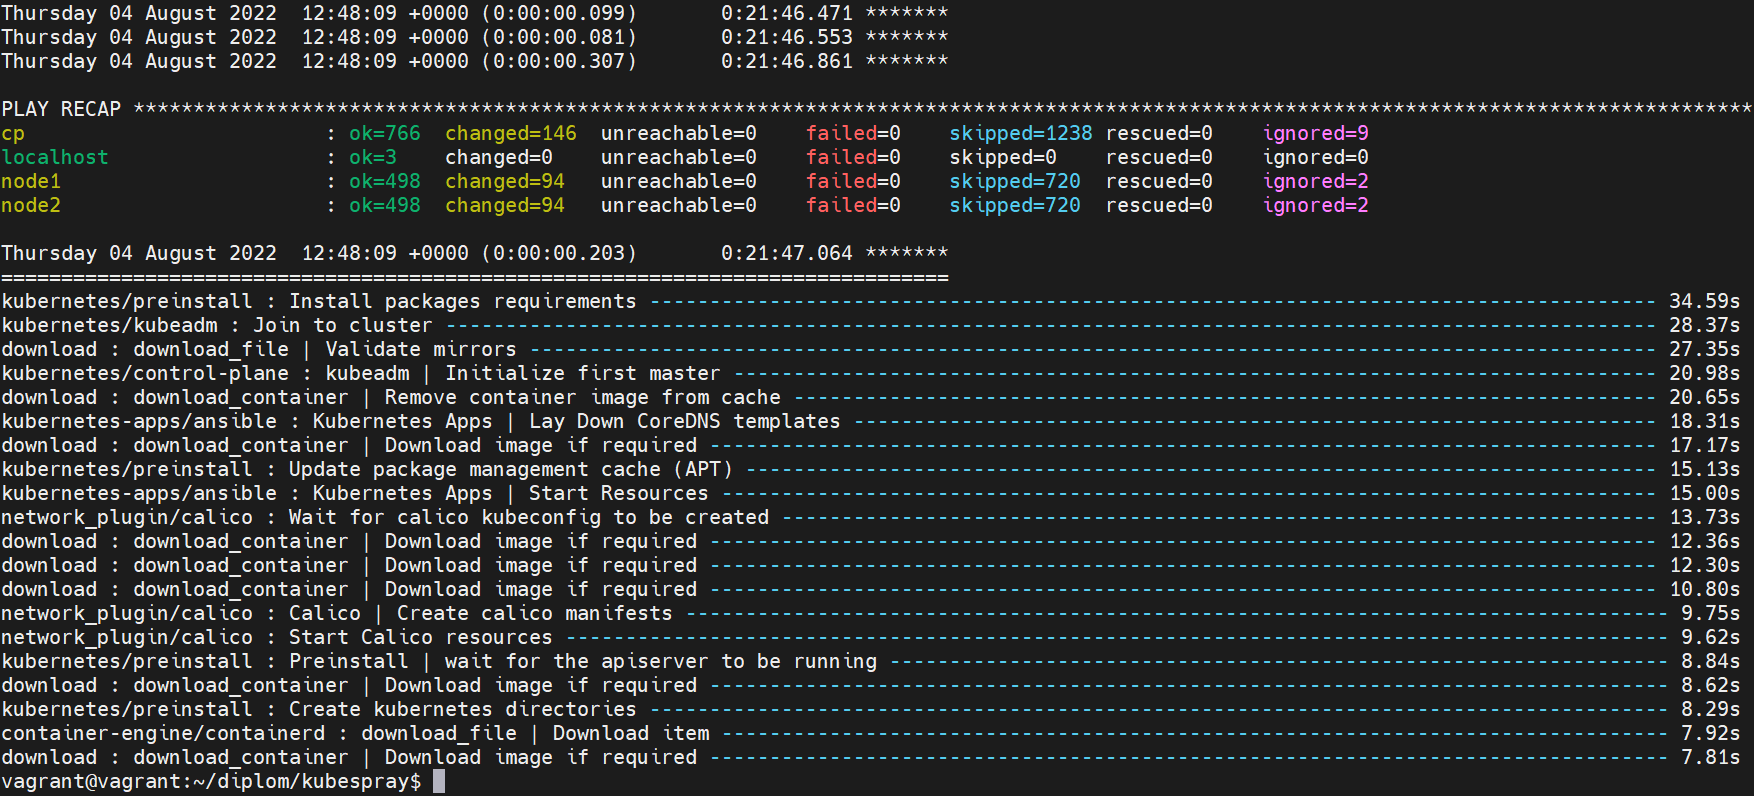 Thursday 04 August 2022  12:48:09 +0000 (0:00:00.099)       0:21:46.471 *******
Thursday 04 August 2022  12:48:09 +0000 (0:00:00.081)       0:21:46.553 *******
Thursday 04 August 2022  12:48:09 +0000 (0:00:00.307)       0:21:46.861 *******
PLAY RECAP ***************************************************************************************************************************************
cp                         : ok=766  changed=146  unreachable=0    failed=0    skipped=1238 rescued=0    ignored=9
localhost                  : ok=3    changed=0    unreachable=0    failed=0    skipped=0    rescued=0    ignored=0
node1                      : ok=498  changed=94   unreachable=0    failed=0    skipped=720  rescued=0    ignored=2
node2                      : ok=498  changed=94   unreachable=0    failed=0    skipped=720  rescued=0    ignored=2
Thursday 04 August 2022  12:48:09 +0000 (0:00:00.203)       0:21:47.064 *******
===============================================================================
kubernetes/preinstall : Install packages requirements ------------------------------------------------------------------------------------ 34.59s
kubernetes/kubeadm : Join to cluster ----------------------------------------------------------------------------------------------------- 28.37s
download : download_file | Validate mirrors ---------------------------------------------------------------------------------------------- 27.35s
kubernetes/control-plane : kubeadm | Initialize first master ----------------------------------------------------------------------------- 20.98s
download : download_container | Remove container image from cache ------------------------------------------------------------------------ 20.65s
kubernetes-apps/ansible : Kubernetes Apps | Lay Down CoreDNS templates ------------------------------------------------------------------- 18.31s
download : download_container | Download image if required ------------------------------------------------------------------------------- 17.17s
kubernetes/preinstall : Update package management cache (APT) ---------------------------------------------------------------------------- 15.13s
kubernetes-apps/ansible : Kubernetes Apps | Start Resources ------------------------------------------------------------------------------ 15.00s
network_plugin/calico : Wait for calico kubeconfig to be created ------------------------------------------------------------------------- 13.73s
download : download_container | Download image if required ------------------------------------------------------------------------------- 12.36s
download : download_container | Download image if required ------------------------------------------------------------------------------- 12.30s
download : download_container | Download image if required ------------------------------------------------------------------------------- 10.80s
network_plugin/calico : Calico | Create calico manifests ---------------------------------------------------------------------------------- 9.75s
network_plugin/calico : Start Calico resources -------------------------------------------------------------------------------------------- 9.62s
kubernetes/preinstall : Preinstall | wait for the apiserver to be running ----------------------------------------------------------------- 8.84s
download : download_container | Download image if required -------------------------------------------------------------------------------- 8.62s
kubernetes/preinstall : Create kubernetes directories ------------------------------------------------------------------------------------- 8.29s
container-engine/containerd : download_file | Download item ------------------------------------------------------------------------------- 7.92s
download : download_container | Download image if required -------------------------------------------------------------------------------- 7.81s
vagrant@vagrant:~/diplom/kubespray$